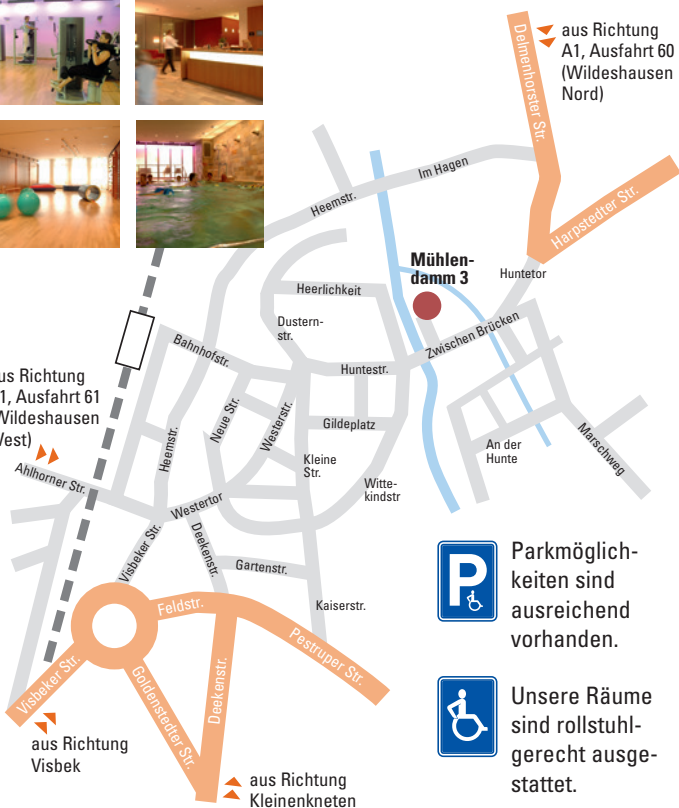 aus Richtung
A1, Ausfahrt 60
(Wildeshausen
Nord)
Delmenhorster Str.
Harpstedter Str.
Im Hagen
Heemstr.
Mühlen-
damm 3
Huntetor
Heerlichkeit
Dustern-
str.
Zwischen Brücken
Bahnhofstr.
Huntestr.
us Richtung
1, Ausfahrt 61
Wildeshausen
West)
Neue Str.
Westerstr.
Gildeplatz
Heemstr.
Kleine
Str.
An der
Hunte
Marschweg
Ahlhorner Str.
Witte-
kindstr
Westertor
Visbeker Str.
Deekenstr.
Gartenstr.
Kaiserstr.
Feldstr.
Pestruper Str.
Visbeker Str.
Goldenstedter Str.
Deekenstr.
aus Richtung
Visbek
aus Richtung
Kleinenkneten
P
Parkmöglich-
keiten sind
ausreichend
vorhanden.
Unsere Räume
sind rollstuhl-
gerecht ausge-
stattet.